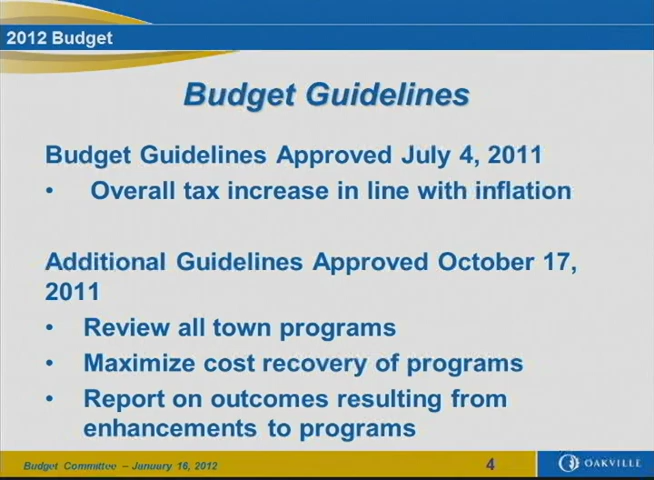 2012 Budget
Budget Guidelines
Budget Guidelines Approved July 4, 2011
• Overall tax increase in line with inflation
Additional Guidelines Approved October 17,
2011
• Review all town programs
• Maximize cost recovery of programs
• Report on outcomes resulting from
enhancements to programs
Budget Committee – January 16, 2012
4
OAKVILLE